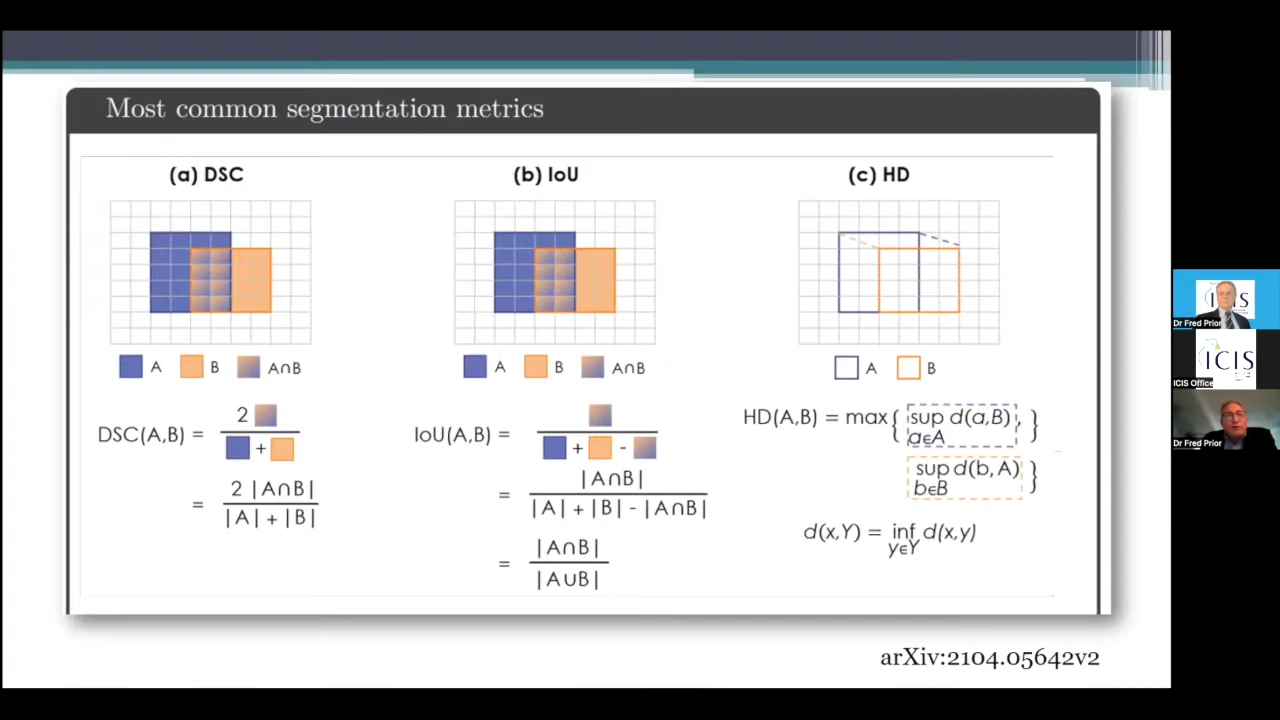 Most common segmentation metrics
(a) DSC
(b) IoU
(c) HD
A B A∩B
A B A∩B
A B
DSC(A,B) = 2 / +
= 2 |A∩B| / |A| + |B|
IoU(A,B) = / + -
= |A∩B| / |A| + |B| - |A∩B|
= |A∩B| / |A∪B|
HD(A,B) = max{ sup d(a,B),
a∈A }
sup d(b, A)
b∈B }
d(x,Y) = inf d(x,y)
y∈Y
arXiv:2104.05642v2
ICIS
Dr Fred Prior
ICIS
ICIS Office
Dr Fred Prior